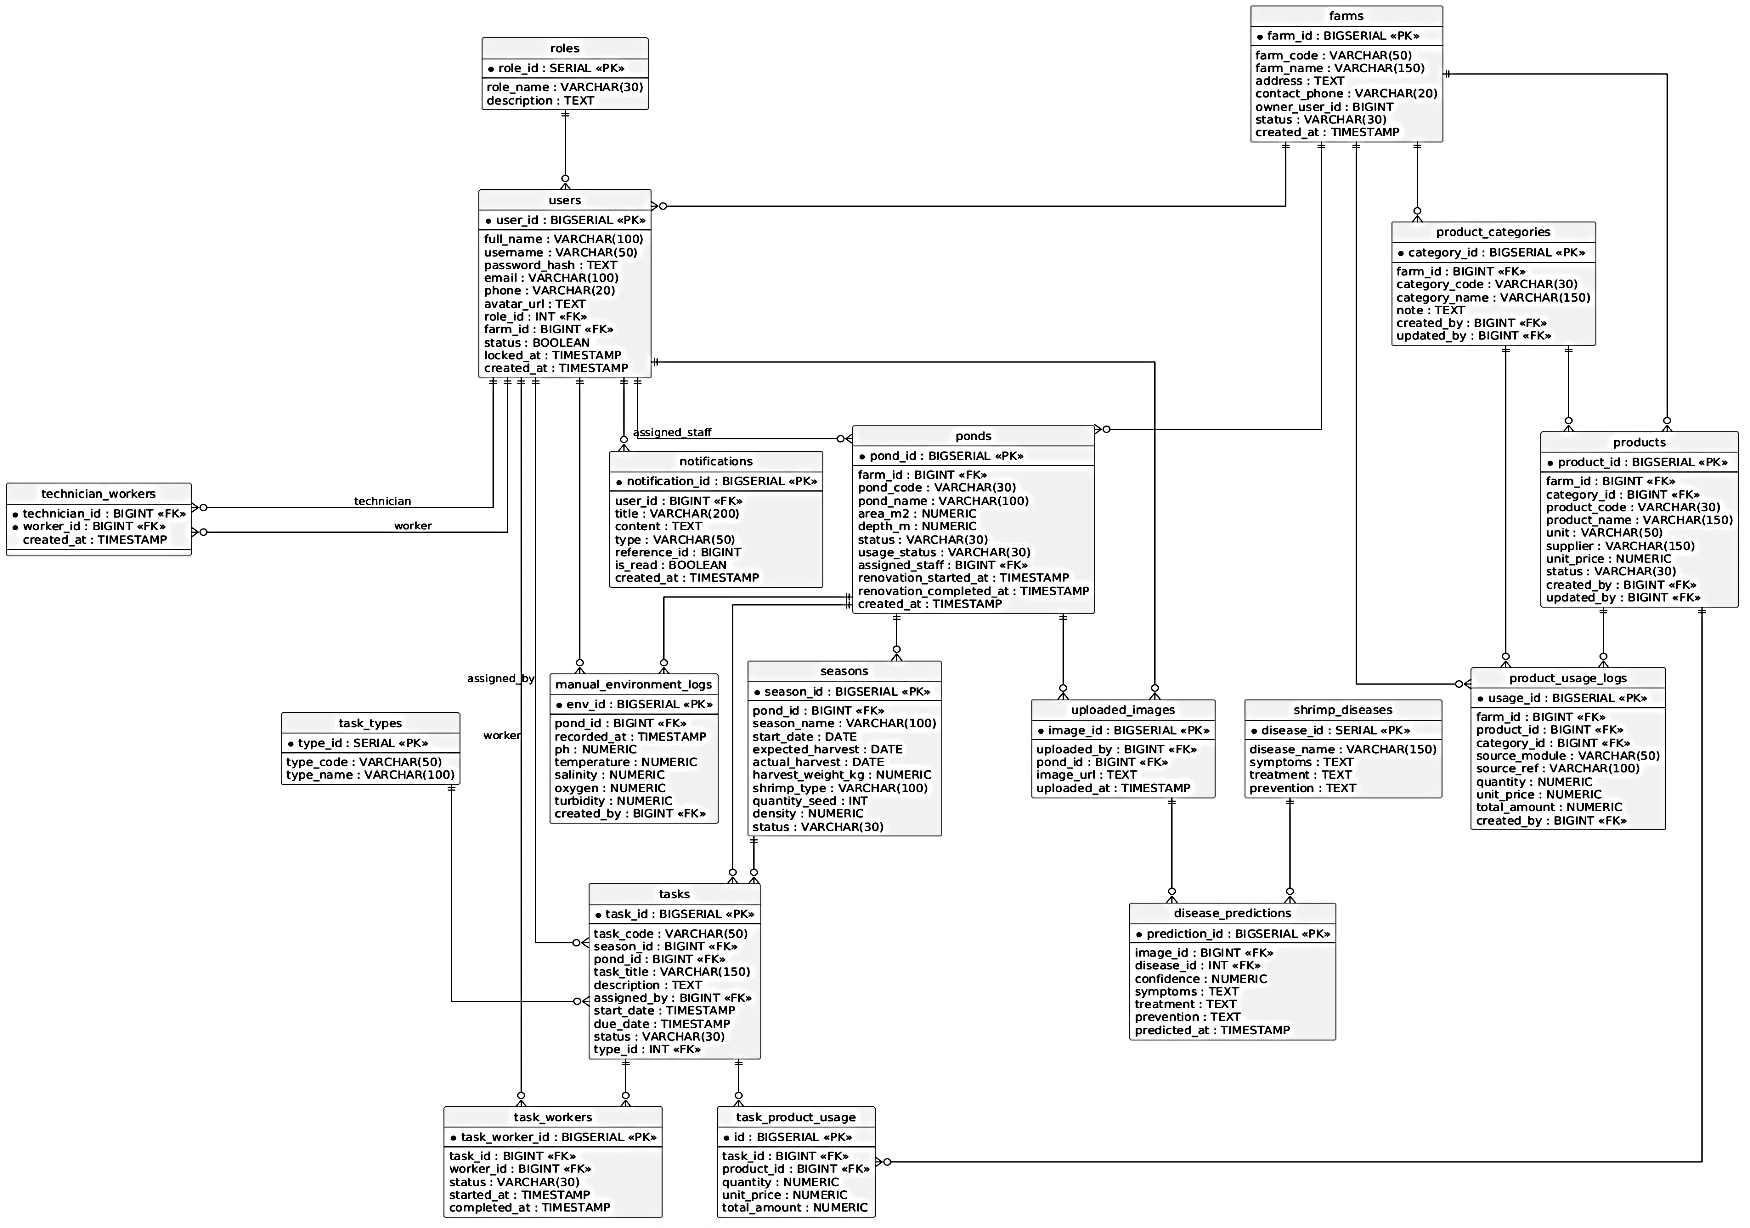 farms
farm_id : BIGSERIAL «PK»
farm_code : VARCHAR(50)
farm_name : VARCHAR(150)
address : TEXT
contact_phone : VARCHAR(20)
owner_user_id : BIGINT
status : VARCHAR(30)
created_at : TIMESTAMP
roles
role_id : SERIAL «PK»
role_name : VARCHAR(30)
description : TEXT
users
user_id : BIGSERIAL «PK»
full_name : VARCHAR(100)
username : VARCHAR(50)
password_hash : TEXT
email : VARCHAR(100)
phone : VARCHAR(20)
avatar_url : TEXT
role_id : INT «FK»
farm_id : BIGINT «FK»
status : BOOLEAN
locked_at : TIMESTAMP
created_at : TIMESTAMP
product_categories
category_id : BIGSERIAL «PK»
farm_id : BIGINT «FK»
category_code : VARCHAR(30)
category_name : VARCHAR(150)
note : TEXT
created_by : BIGINT «FK»
updated_by : BIGINT «FK»
assigned_staff
ponds
pond_id : BIGSERIAL «PK»
farm_id : BIGINT «FK»
pond_code : VARCHAR(30)
pond_name : VARCHAR(100)
area_m2 : NUMERIC
depth_m : NUMERIC
status : VARCHAR(30)
usage_status : VARCHAR(30)
assigned_staff : BIGINT «FK»
renovation_started_at : TIMESTAMP
renovation_completed_at : TIMESTAMP
created_at : TIMESTAMP
products
product_id : BIGSERIAL «PK»
farm_id : BIGINT «FK»
category_id : BIGINT «FK»
product_code : VARCHAR(30)
product_name : VARCHAR(150)
unit : VARCHAR(50)
supplier : VARCHAR(150)
unit_price : NUMERIC
status : VARCHAR(30)
created_by : BIGINT «FK»
updated_by : BIGINT «FK»
notifications
notification_id : BIGSERIAL «PK»
user_id : BIGINT «FK»
title : VARCHAR(200)
content : TEXT
type : VARCHAR(50)
reference_id : BIGINT
is_read : BOOLEAN
created_at : TIMESTAMP
technician_workers
technician_id : BIGINT «FK»
worker_id : BIGINT «FK»
created_at : TIMESTAMP
technician
worker
assigned_by
worker
manual_environment_logs
env_id : BIGSERIAL «PK»
pond_id : BIGINT «FK»
recorded_at : TIMESTAMP
ph : NUMERIC
temperature : NUMERIC
salinity : NUMERIC
oxygen : NUMERIC
turbidity : NUMERIC
created_by : BIGINT «FK»
seasons
season_id : BIGSERIAL «PK»
pond_id : BIGINT «FK»
season_name : VARCHAR(100)
start_date : DATE
expected_harvest : DATE
actual_harvest : DATE
harvest_weight_kg : NUMERIC
shrimp_type : VARCHAR(100)
quantity_seed : INT
density : NUMERIC
status : VARCHAR(30)
uploaded_images
image_id : BIGSERIAL «PK»
uploaded_by : BIGINT «FK»
pond_id : BIGINT «FK»
image_url : TEXT
uploaded_at : TIMESTAMP
shrimp_diseases
disease_id : SERIAL «PK»
disease_name : VARCHAR(150)
symptoms : TEXT
treatment : TEXT
prevention : TEXT
product_usage_logs
usage_id : BIGSERIAL «PK»
farm_id : BIGINT «FK»
product_id : BIGINT «FK»
category_id : BIGINT «FK»
source_module : VARCHAR(50)
source_ref : VARCHAR(100)
quantity : NUMERIC
unit_price : NUMERIC
total_amount : NUMERIC
created_by : BIGINT «FK»
task_types
type_id : SERIAL «PK»
type_code : VARCHAR(50)
type_name : VARCHAR(100)
tasks
task_id : BIGSERIAL «PK»
task_code : VARCHAR(50)
season_id : BIGINT «FK»
pond_id : BIGINT «FK»
task_title : VARCHAR(150)
description : TEXT
assigned_by : BIGINT «FK»
start_date : TIMESTAMP
due_date : TIMESTAMP
status : VARCHAR(30)
type_id : INT «FK»
disease_predictions
prediction_id : BIGSERIAL «PK»
image_id : BIGINT «FK»
disease_id : INT «FK»
confidence : NUMERIC
symptoms : TEXT
treatment : TEXT
prevention : TEXT
predicted_at : TIMESTAMP
task_workers
task_worker_id : BIGSERIAL «PK»
task_id : BIGINT «FK»
worker_id : BIGINT «FK»
status : VARCHAR(30)
started_at : TIMESTAMP
completed_at : TIMESTAMP
task_product_usage
id : BIGSERIAL «PK»
task_id : BIGINT «FK»
product_id : BIGINT «FK»
quantity : NUMERIC
unit_price : NUMERIC
total_amount : NUMERIC